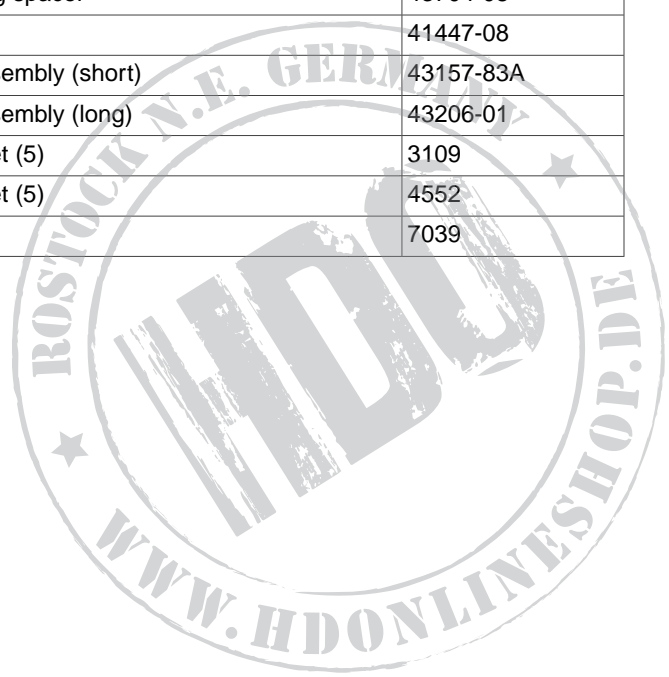 41447-08
embly (short) 43157-83A
embly (long) 43206-01
t (5) 3109
t (5) 4552
7039
ROSTOCK N.E. GERMANY
HDO
WWW.HDONLINESHOP.DE